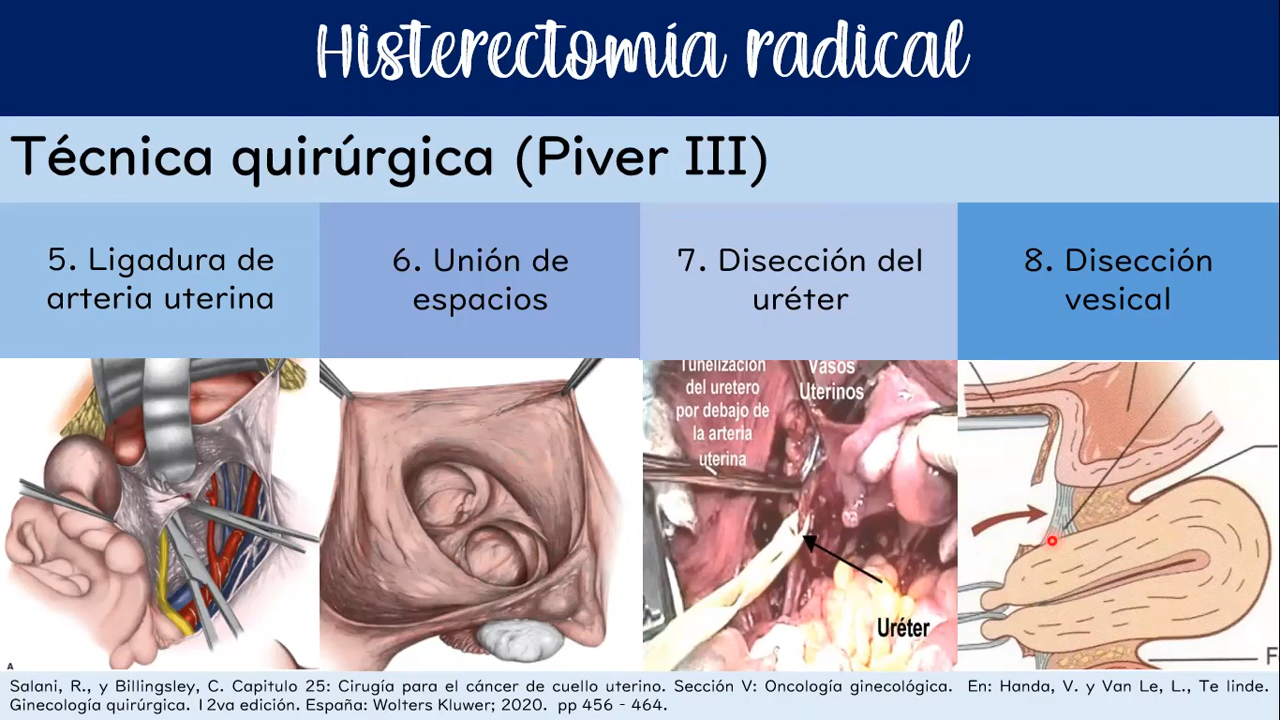 Histerectomía radical
Técnica quirúrgica (Piver III)
5. Ligadura de
arteria uterina
6. Unión de
espacios
7. Disección del
uréter
8. Disección
vesical
Tunelización
del uretero
por debajo de
la arteria
uterina
Vasos
Uterinos
Uréter
A
F
Salani, R., y Billingsley, C. Capitulo 25: Cirugía para el cáncer de cuello uterino. Sección V: Oncología ginecológica. En: Handa, V. y Van Le, L., Te linde.
Ginecología quirúrgica. 12va edición. España: Wolters Kluwer; 2020. pp 456 - 464.